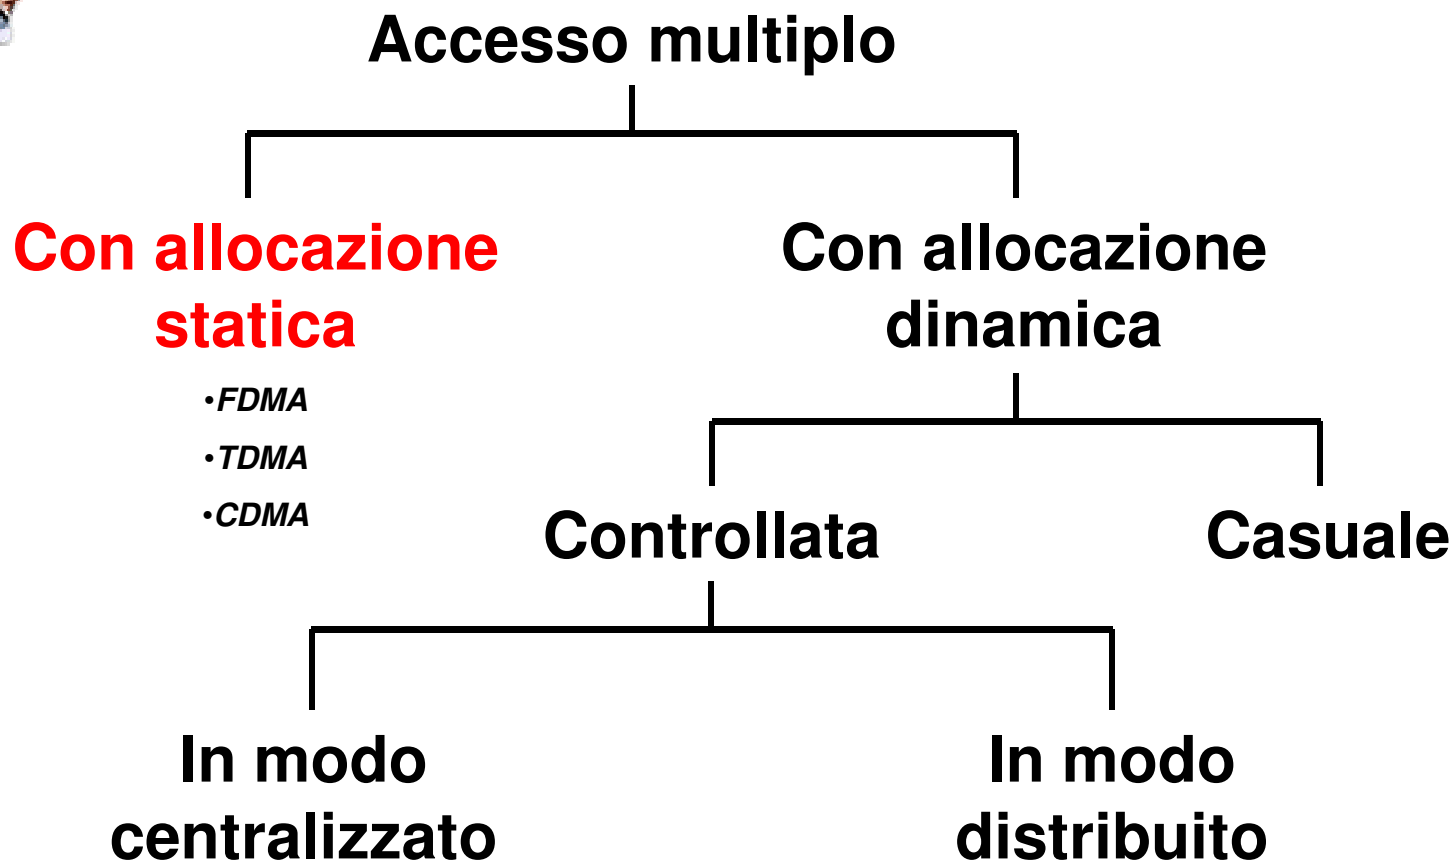 Accesso multiplo
Con allocazione
statica
Con allocazione
dinamica
•FDMA
•TDMA
•CDMA
Controllata
Casuale
In modo
centralizzato
In modo
distribuito